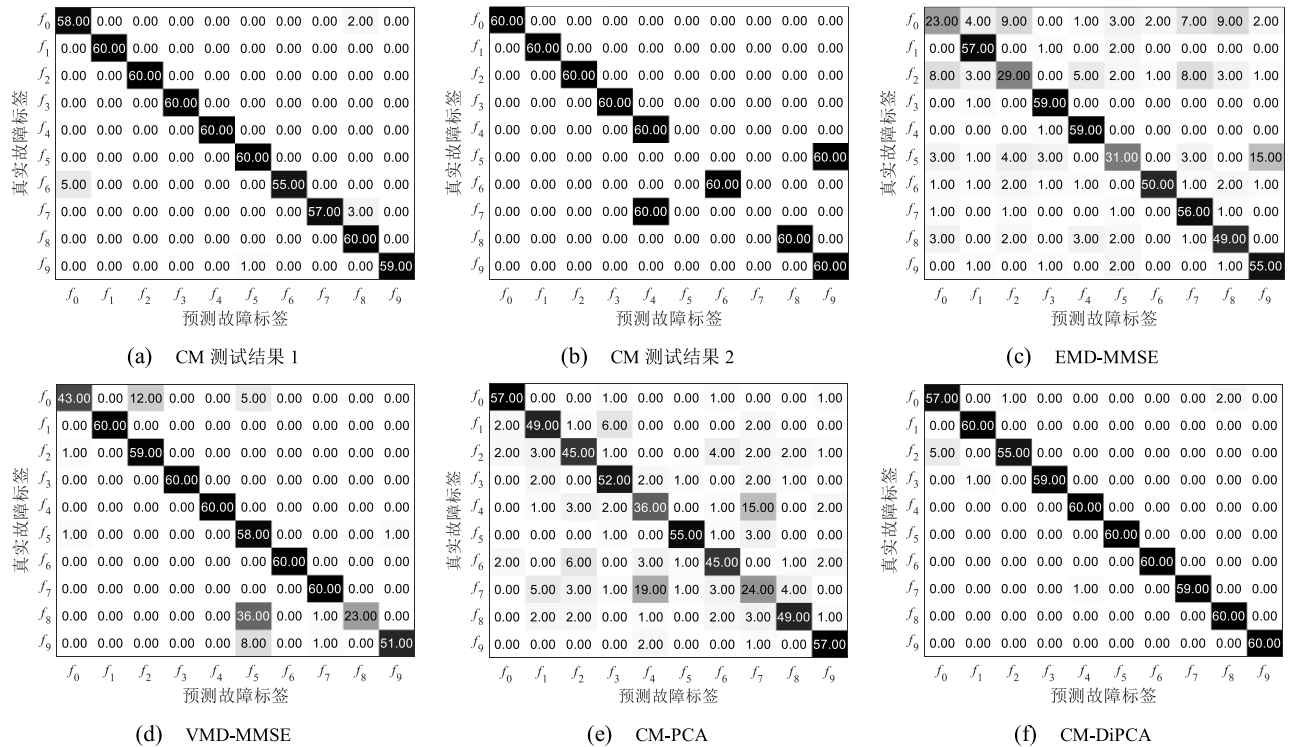 真实故障标签
f0 58.00 0.00 0.00 0.00 0.00 0.00 0.00 0.00 2.00 0.00
f1 0.00 60.00 0.00 0.00 0.00 0.00 0.00 0.00 0.00 0.00
f2 0.00 0.00 60.00 0.00 0.00 0.00 0.00 0.00 0.00 0.00
f3 0.00 0.00 0.00 60.00 0.00 0.00 0.00 0.00 0.00 0.00
f4 0.00 0.00 0.00 0.00 60.00 0.00 0.00 0.00 0.00 0.00
f5 0.00 0.00 0.00 0.00 0.00 60.00 0.00 0.00 0.00 0.00
f6 5.00 0.00 0.00 0.00 0.00 0.00 55.00 0.00 0.00 0.00
f7 0.00 0.00 0.00 0.00 0.00 0.00 0.00 57.00 3.00 0.00
f8 0.00 0.00 0.00 0.00 0.00 0.00 0.00 0.00 60.00 0.00
f9 0.00 0.00 0.00 0.00 0.00 1.00 0.00 0.00 0.00 59.00
f0 f1 f2 f3 f4 f5 f6 f7 f8 f9
预测故障标签
(a) CM 测试结果 1
真实故障标签
f0 60.00 0.00 0.00 0.00 0.00 0.00 0.00 0.00 0.00 0.00
f1 0.00 60.00 0.00 0.00 0.00 0.00 0.00 0.00 0.00 0.00
f2 0.00 0.00 60.00 0.00 0.00 0.00 0.00 0.00 0.00 0.00
f3 0.00 0.00 0.00 60.00 0.00 0.00 0.00 0.00 0.00 0.00
f4 0.00 0.00 0.00 0.00 60.00 0.00 0.00 0.00 0.00 0.00
f5 0.00 0.00 0.00 0.00 0.00 0.00 0.00 0.00 0.00 60.00
f6 0.00 0.00 0.00 0.00 0.00 0.00 60.00 0.00 0.00 0.00
f7 0.00 0.00 0.00 0.00 60.00 0.00 0.00 0.00 0.00 0.00
f8 0.00 0.00 0.00 0.00 0.00 0.00 0.00 0.00 60.00 0.00
f9 0.00 0.00 0.00 0.00 0.00 0.00 0.00 0.00 0.00 60.00
f0 f1 f2 f3 f4 f5 f6 f7 f8 f9
预测故障标签
(b) CM 测试结果 2
真实故障标签
f0 23.00 4.00 9.00 0.00 1.00 3.00 2.00 7.00 9.00 2.00
f1 0.00 57.00 0.00 1.00 0.00 2.00 0.00 0.00 0.00 0.00
f2 8.00 3.00 29.00 0.00 5.00 2.00 1.00 8.00 3.00 1.00
f3 0.00 1.00 0.00 59.00 0.00 0.00 0.00 0.00 0.00 0.00
f4 0.00 0.00 0.00 1.00 59.00 0.00 0.00 0.00 0.00 0.00
f5 3.00 1.00 4.00 3.00 0.00 31.00 0.00 3.00 0.00 15.00
f6 1.00 1.00 2.00 1.00 1.00 0.00 50.00 1.00 2.00 1.00
f7 1.00 0.00 1.00 0.00 0.00 1.00 0.00 56.00 1.00 0.00
f8 3.00 0.00 2.00 0.00 3.00 2.00 0.00 1.00 49.00 0.00
f9 0.00 1.00 0.00 1.00 0.00 2.00 0.00 0.00 1.00 55.00
f0 f1 f2 f3 f4 f5 f6 f7 f8 f9
预测故障标签
(c) EMD-MMSE
真实故障标签
f0 43.00 0.00 12.00 0.00 0.00 5.00 0.00 0.00 0.00 0.00
f1 0.00 60.00 0.00 0.00 0.00 0.00 0.00 0.00 0.00 0.00
f2 1.00 0.00 59.00 0.00 0.00 0.00 0.00 0.00 0.00 0.00
f3 0.00 0.00 0.00 60.00 0.00 0.00 0.00 0.00 0.00 0.00
f4 0.00 0.00 0.00 0.00 60.00 0.00 0.00 0.00 0.00 0.00
f5 1.00 0.00 0.00 0.00 0.00 58.00 0.00 0.00 0.00 1.00
f6 0.00 0.00 0.00 0.00 0.00 0.00 60.00 0.00 0.00 0.00
f7 0.00 0.00 0.00 0.00 0.00 0.00 0.00 60.00 0.00 0.00
f8 0.00 0.00 0.00 0.00 0.00 36.00 0.00 1.00 23.00 0.00
f9 0.00 0.00 0.00 0.00 0.00 8.00 0.00 1.00 0.00 51.00
f0 f1 f2 f3 f4 f5 f6 f7 f8 f9
预测故障标签
(d) VMD-MMSE
真实故障标签
f0 57.00 0.00 0.00 1.00 0.00 0.00 1.00 0.00 0.00 1.00
f1 2.00 49.00 1.00 6.00 0.00 0.00 0.00 2.00 0.00 0.00
f2 2.00 3.00 45.00 1.00 0.00 0.00 4.00 2.00 2.00 1.00
f3 0.00 2.00 0.00 52.00 2.00 1.00 0.00 2.00 1.00 0.00
f4 0.00 1.00 3.00 2.00 36.00 0.00 1.00 15.00 0.00 2.00
f5 0.00 0.00 0.00 1.00 0.00 55.00 1.00 3.00 0.00 0.00
f6 2.00 0.00 6.00 0.00 3.00 1.00 45.00 0.00 1.00 2.00
f7 0.00 5.00 3.00 1.00 19.00 1.00 3.00 24.00 4.00 0.00
f8 0.00 2.00 2.00 1.00 0.00 0.00 2.00 3.00 49.00 1.00
f9 0.00 0.00 0.00 0.00 2.00 0.00 0.00 1.00 0.00 57.00
f0 f1 f2 f3 f4 f5 f6 f7 f8 f9
预测故障标签
(e) CM-PCA
真实故障标签
f0 57.00 0.00 1.00 0.00 0.00 0.00 0.00 0.00 2.00 0.00
f1 0.00 60.00 0.00 0.00 0.00 0.00 0.00 0.00 0.00 0.00
f2 5.00 0.00 55.00 0.00 0.00 0.00 0.00 0.00 0.00 0.00
f3 0.00 1.00 0.00 59.00 0.00 0.00 0.00 0.00 0.00 0.00
f4 0.00 0.00 0.00 0.00 60.00 0.00 0.00 0.00 0.00 0.00
f5 0.00 0.00 0.00 0.00 0.00 60.00 0.00 0.00 0.00 0.00
f6 0.00 0.00 0.00 0.00 0.00 0.00 60.00 0.00 0.00 0.00
f7 0.00 0.00 0.00 0.00 1.00 0.00 0.00 59.00 0.00 0.00
f8 0.00 0.00 0.00 0.00 0.00 0.00 0.00 0.00 60.00 0.00
f9 0.00 0.00 0.00 0.00 0.00 0.00 0.00 0.00 0.00 60.00
f0 f1 f2 f3 f4 f5 f6 f7 f8 f9
预测故障标签
(f) CM-DiPCA